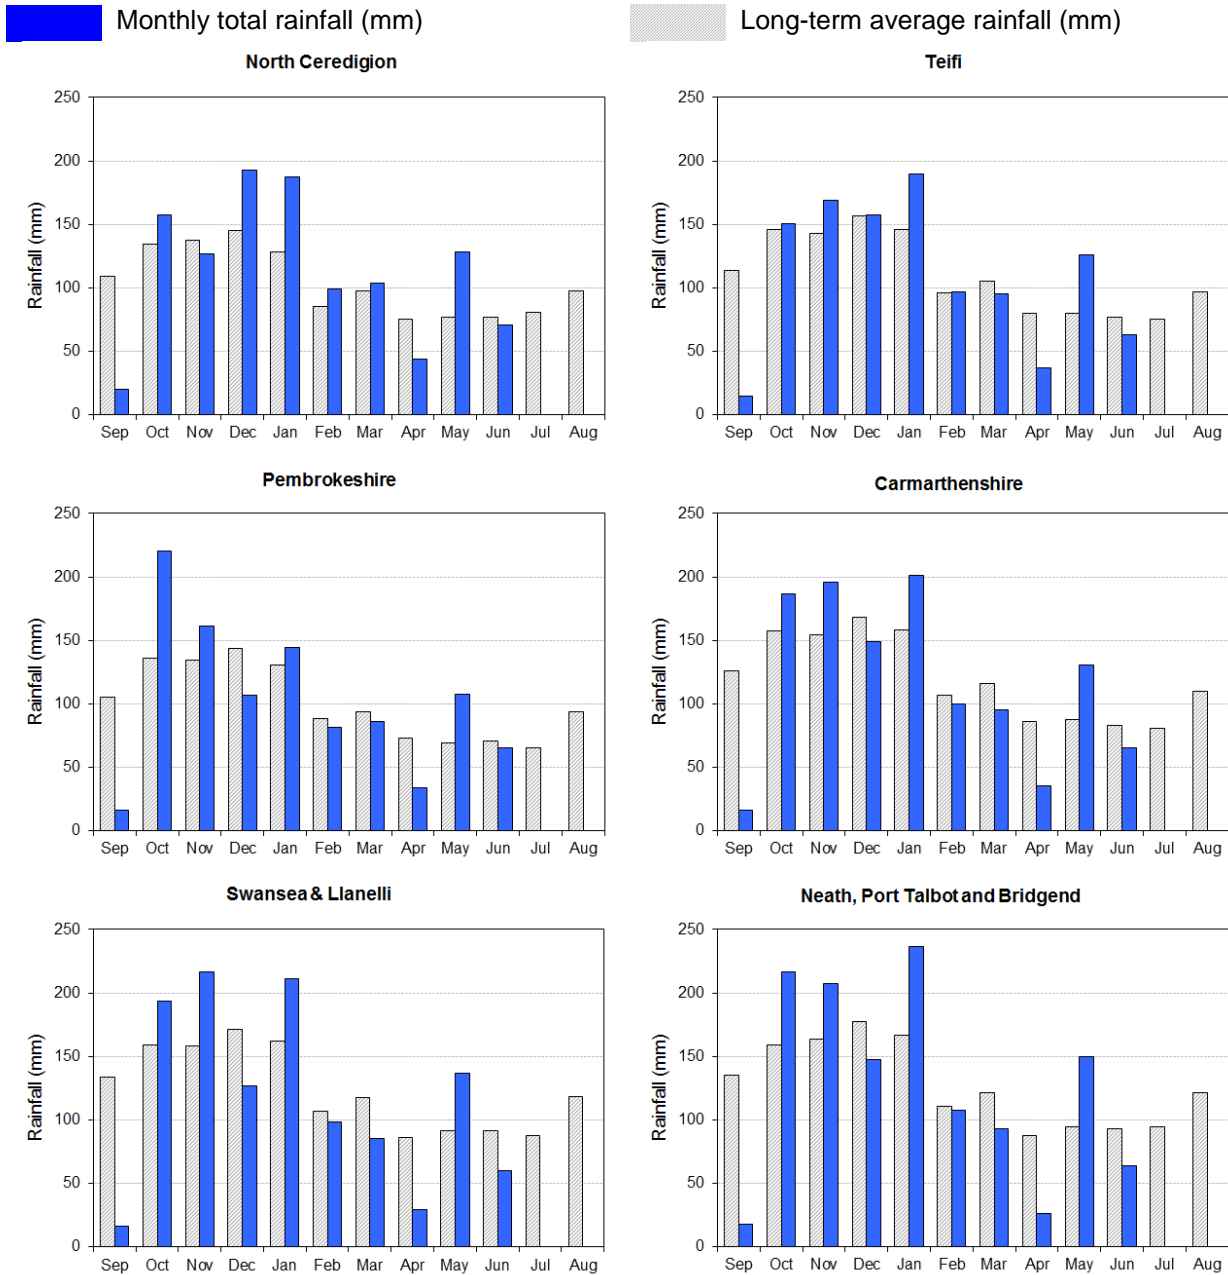 Monthly total rainfall (mm)
Long-term average rainfall (mm)
North Ceredigion
Rainfall (mm)
250
200
150
100
50
0
Sep Oct Nov Dec Jan Feb Mar Apr May Jun Jul Aug
Teifi
Rainfall (mm)
250
200
150
100
50
0
Sep Oct Nov Dec Jan Feb Mar Apr May Jun Jul Aug
Pembrokeshire
Rainfall (mm)
250
200
150
100
50
0
Sep Oct Nov Dec Jan Feb Mar Apr May Jun Jul Aug
Carmarthenshire
Rainfall (mm)
250
200
150
100
50
0
Sep Oct Nov Dec Jan Feb Mar Apr May Jun Jul Aug
Swansea & Llanelli
Rainfall (mm)
250
200
150
100
50
0
Sep Oct Nov Dec Jan Feb Mar Apr May Jun Jul Aug
Neath, Port Talbot and Bridgend
Rainfall (mm)
250
200
150
100
50
0
Sep Oct Nov Dec Jan Feb Mar Apr May Jun Jul Aug